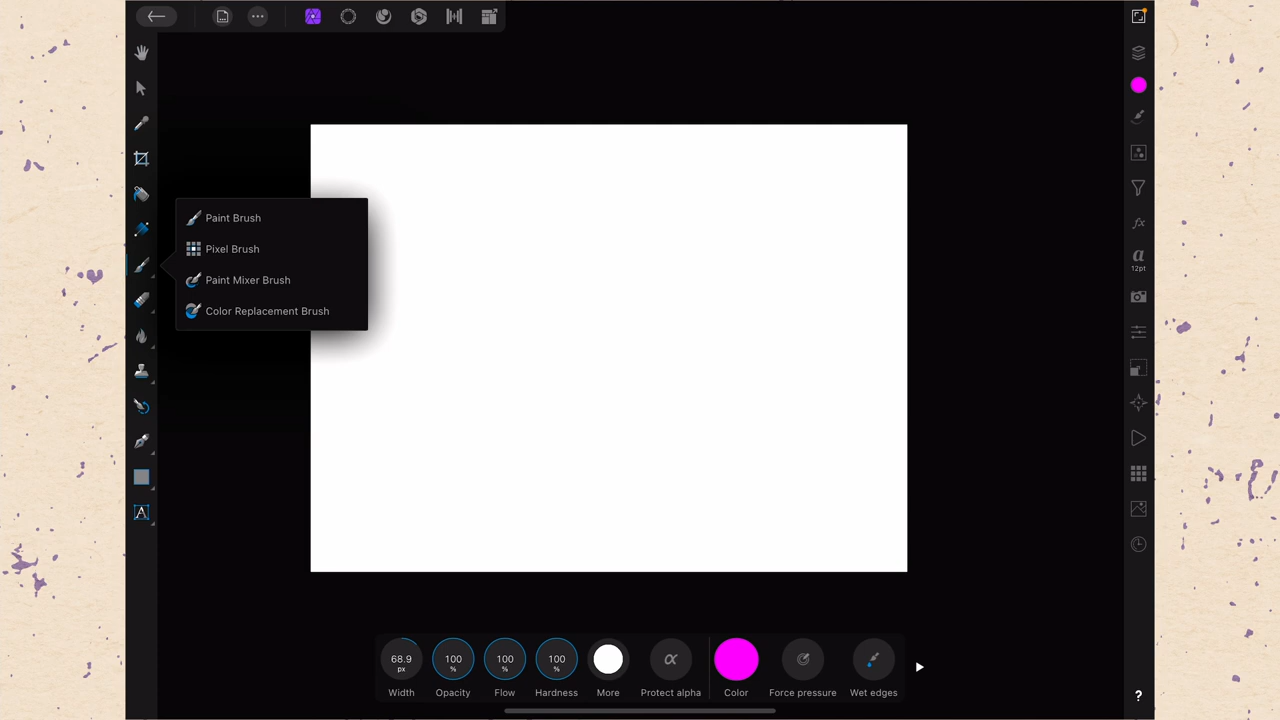 Paint Brush
Pixel Brush
Paint Mixer Brush
Color Replacement Brush
A
a
12pt
fx
68.9
px
100
%
100
%
100
%
α
Width
Opacity
Flow
Hardness
More
Protect alpha
Color
Force pressure
Wet edges
?